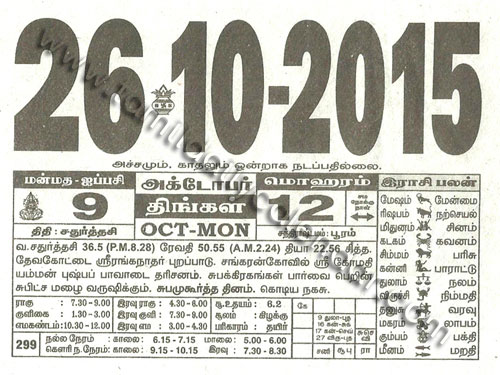 26-10-2015
www.tamildailycalendar.com
அச்சமும், காதலும் ஒன்றாக நடப்பதில்லை.
மன்மத - ஐப்பசி
அக்டோபர்
மொஹரம்
இராசி பலன்
9
திங்கள்
12
திதி : சதுர்த்தசி
OCT-MON
சந்திராஷ்டமம் : பூரம்
மேஷம் மேன்மை
ரிஷபம் நற்செயல்
மிதுனம் சினம்
கடகம் கவனம்
சிம்மம் பரிசு
கன்னி பாராட்டு
துலாம் நலம்
விருச் நிம்மதி
தனுசு வரவு
மகரம் புகழ்
கும்பம் பக்தி
மீனம் மறதி
வ.சதுர்த்தசி 36.5 (P.M.8.28) ரேவதி 50.55 (A.M.2.24) தியா 22.56 சித்த,
தேவகோட்டை ஸ்ரீரங்கநாதர் புறப்பாடு. சங்கரன்கோவில் ஸ்ரீ கோமதி
யம்மன் புஷ்பப் பாவாடை தரிசனம். சுபக்கிரகங்கள் பார்வை பெறின்
சுபிட்ச மழை வருஷிக்கும். சுபமுகூர்த்த தினம். கொடிய நகசு.
ராகு : 7.30-9.00 இரவு ராகு : 4.30-6.00 சூ.உதயம் : 6.2
குளிகை : 1.30-3.00 இரவு குளி : 3.00-4.30 சூலம் : கிழக்கு
எமகண்டம் : 10.30-12.00 இரவு எம : 3.00-4.30 பரிகாரம் : தயிர்
299 நல்ல நேரம் : காலை : 6.15 - 7.15 மாலை : 5.00 - 6.00
கௌரி ந.நேரம் : காலை : 9.15 - 10.15 இரவு : 7.30 - 8.30
கே
சு செ வி
சனி சூ பு ரா